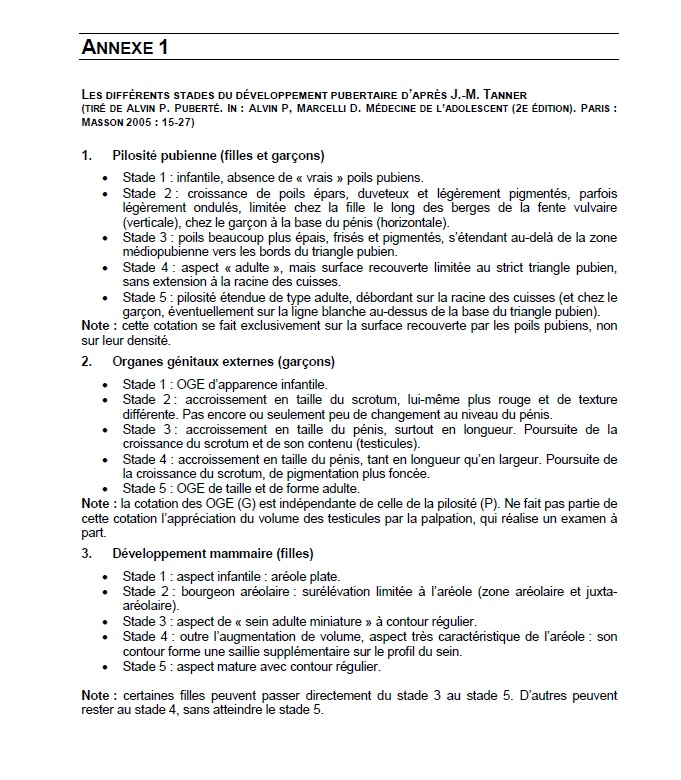 ANNEXE 1
LES DIFFÉRENTS STADES DU DÉVELOPPEMENT PUBERTAIRE D'APRÈS J.-M. TANNER
(TIRÉ DE ALVIN P. PUBERTÉ. IN : ALVIN P, MARCELLI D. MÉDECINE DE L'ADOLESCENT (2E ÉDITION). PARIS :
MASSON 2005 : 15-27)
1. Pilosité pubienne (filles et garçons)
• Stade 1 : infantile, absence de « vrais » poils pubiens.
• Stade 2 : croissance de poils épars, duveteux et légèrement pigmentés, parfois
légèrement ondulés, limitée chez la fille le long des berges de la fente vulvaire
(verticale), chez le garçon à la base du pénis (horizontale).
• Stade 3 : poils beaucoup plus épais, frisés et pigmentés, s'étendant au-delà de la zone
médiopubienne vers les bords du triangle pubien.
• Stade 4 : aspect « adulte », mais surface recouverte limitée au strict triangle pubien,
sans extension à la racine des cuisses.
• Stade 5 : pilosité étendue de type adulte, débordant sur la racine des cuisses (et chez le
garçon, éventuellement sur la ligne blanche au-dessus de la base du triangle pubien).
Note : cette cotation se fait exclusivement sur la surface recouverte par les poils pubiens, non
sur leur densité.
2. Organes génitaux externes (garçons)
• Stade 1 : OGE d'apparence infantile.
• Stade 2 : accroissement en taille du scrotum, lui-même plus rouge et de texture
différente. Pas encore ou seulement peu de changement au niveau du pénis.
• Stade 3 : accroissement en taille du pénis, surtout en longueur. Poursuite de la
croissance du scrotum et de son contenu (testicules).
• Stade 4 : accroissement en taille du pénis, tant en longueur qu'en largeur. Poursuite de
la croissance du scrotum, de pigmentation plus foncée.
• Stade 5 : OGE de taille et de forme adulte.
Note : la cotation des OGE (G) est indépendante de celle de la pilosité (P). Ne fait pas partie de
cette cotation l'appréciation du volume des testicules par la palpation, qui réalise un examen à
part.
3. Développement mammaire (filles)
• Stade 1 : aspect infantile : aréole plate.
• Stade 2 : bourgeon aréolaire : surélévation limitée à l'aréole (zone aréolaire et juxta-
aréolaire).
• Stade 3 : aspect de « sein adulte miniature » à contour régulier.
• Stade 4 : outre l'augmentation de volume, aspect très caractéristique de l'aréole : son
contour forme une saillie supplémentaire sur le profil du sein.
• Stade 5 : aspect mature avec contour régulier.
Note : certaines filles peuvent passer directement du stade 3 au stade 5. D'autres peuvent
rester au stade 4, sans atteindre le stade 5.